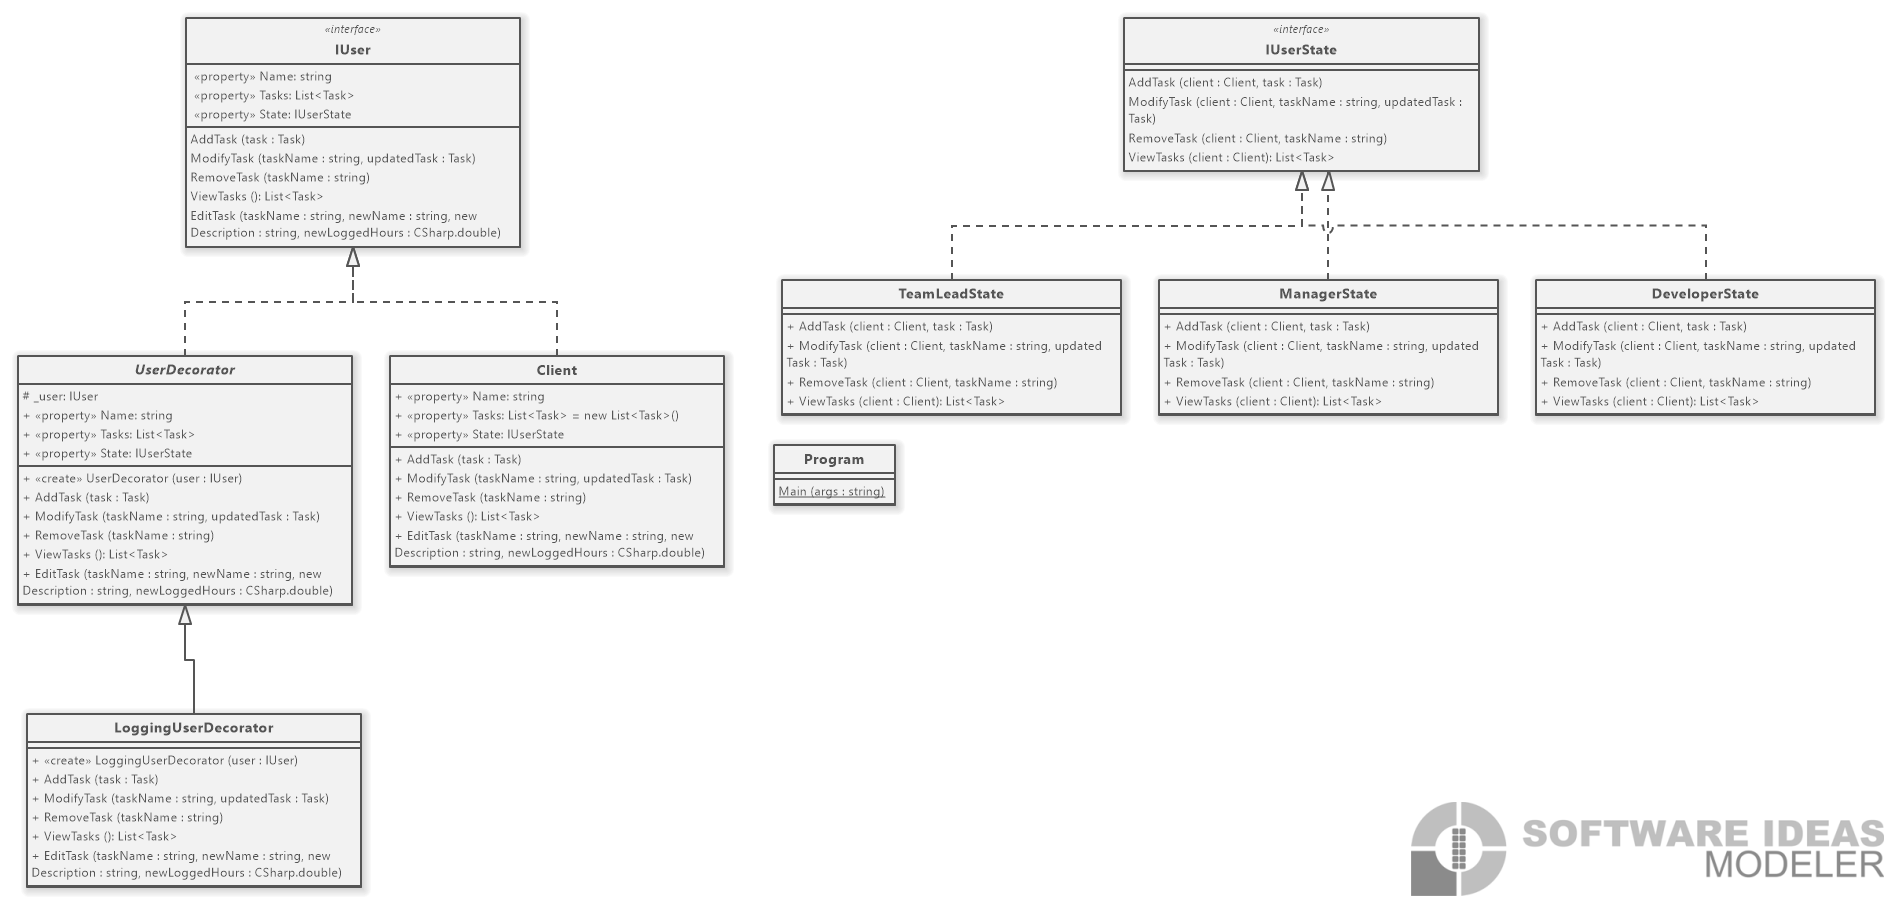 «interface»
IUser
«property» Name: string
«property» Tasks: List<Task>
«property» State: IUserState
AddTask (task : Task)
ModifyTask (taskName : string, updatedTask : Task)
RemoveTask (taskName : string)
ViewTasks (): List<Task>
EditTask (taskName : string, newName : string, new
Description : string, newLoggedHours : CSharp.double)
«interface»
IUserState
AddTask (client : Client, task : Task)
ModifyTask (client : Client, taskName : string, updatedTask :
Task)
RemoveTask (client : Client, taskName : string)
ViewTasks (client : Client): List<Task>
UserDecorator
# _user: IUser
+ «property» Name: string
+ «property» Tasks: List<Task>
+ «property» State: IUserState
+ «create» UserDecorator (user : IUser)
+ AddTask (task : Task)
+ ModifyTask (taskName : string, updatedTask : Task)
+ RemoveTask (taskName : string)
+ ViewTasks (): List<Task>
+ EditTask (taskName : string, newName : string, new
Description : string, newLoggedHours : CSharp.double)
Client
+ «property» Name: string
+ «property» Tasks: List<Task> = new List<Task>()
+ «property» State: IUserState
+ AddTask (task : Task)
+ ModifyTask (taskName : string, updatedTask : Task)
+ RemoveTask (taskName : string)
+ ViewTasks (): List<Task>
+ EditTask (taskName : string, newName : string, new
Description : string, newLoggedHours : CSharp.double)
TeamLeadState
+ AddTask (client : Client, task : Task)
+ ModifyTask (client : Client, taskName : string, updated
Task : Task)
+ RemoveTask (client : Client, taskName : string)
+ ViewTasks (client : Client): List<Task>
ManagerState
+ AddTask (client : Client, task : Task)
+ ModifyTask (client : Client, taskName : string, updated
Task : Task)
+ RemoveTask (client : Client, taskName : string)
+ ViewTasks (client : Client): List<Task>
DeveloperState
+ AddTask (client : Client, task : Task)
+ ModifyTask (client : Client, taskName : string, updated
Task : Task)
+ RemoveTask (client : Client, taskName : string)
+ ViewTasks (client : Client): List<Task>
Program
Main (args : string)
LoggingUserDecorator
+ «create» LoggingUserDecorator (user : IUser)
+ AddTask (task : Task)
+ ModifyTask (taskName : string, updatedTask : Task)
+ RemoveTask (taskName : string)
+ ViewTasks (): List<Task>
+ EditTask (taskName : string, newName : string, new
Description : string, newLoggedHours : CSharp.double)
SOFTWARE IDEAS
MODELER